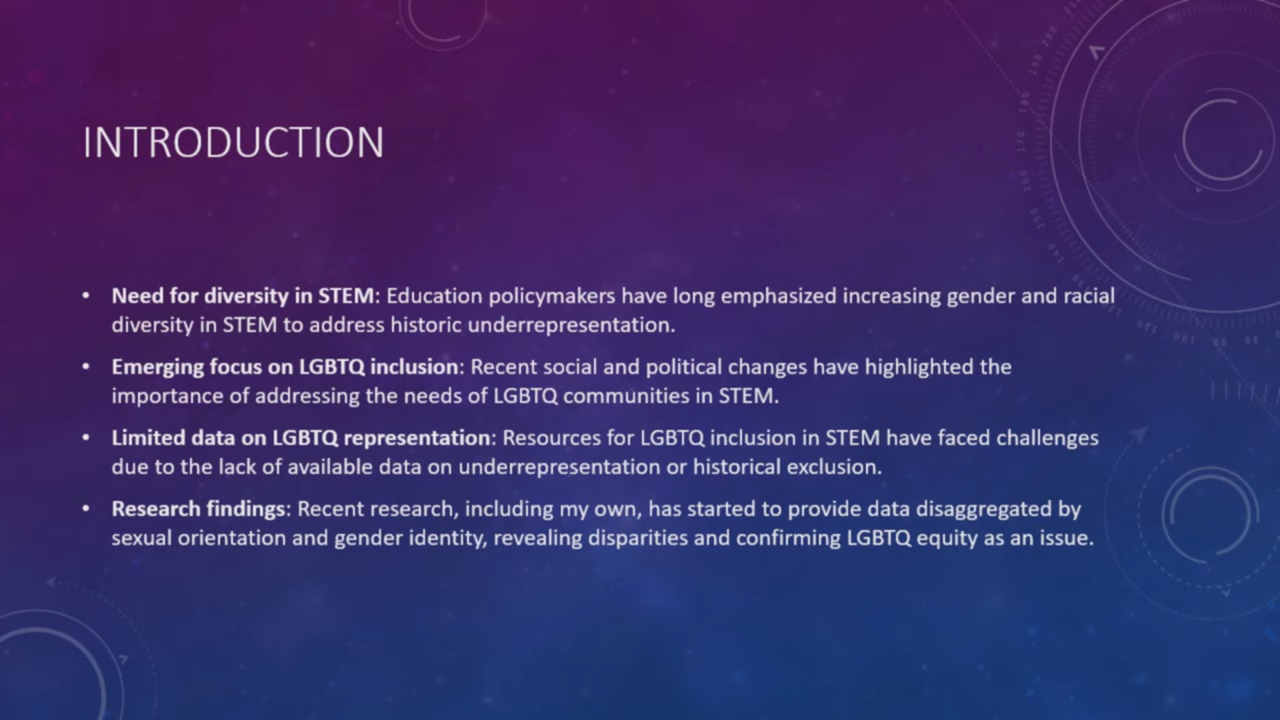 INTRODUCTION
• Need for diversity in STEM: Education policymakers have long emphasized increasing gender and racial
diversity in STEM to address historic underrepresentation.
• Emerging focus on LGBTQ inclusion: Recent social and political changes have highlighted the
importance of addressing the needs of LGBTQ communities in STEM.
• Limited data on LGBTQ representation: Resources for LGBTQ inclusion in STEM have faced challenges
due to the lack of available data on underrepresentation or historical exclusion.
• Research findings: Recent research, including my own, has started to provide data disaggregated by
sexual orientation and gender identity, revealing disparities and confirming LGBTQ equity as an issue.